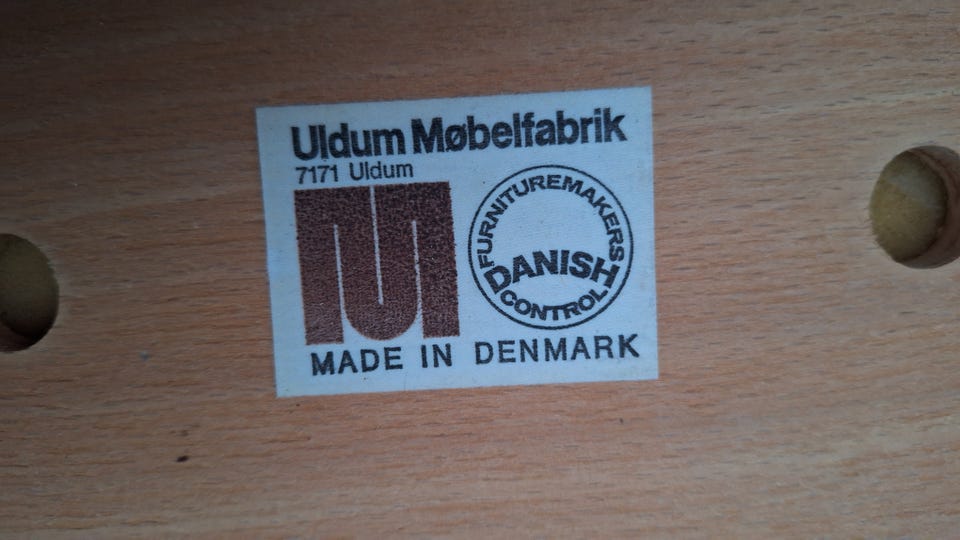 Uldum Møbelfabrik
7171 Uldum
FURNITUREMAKERS
DANISH
CONTROL
MADE IN DENMARK